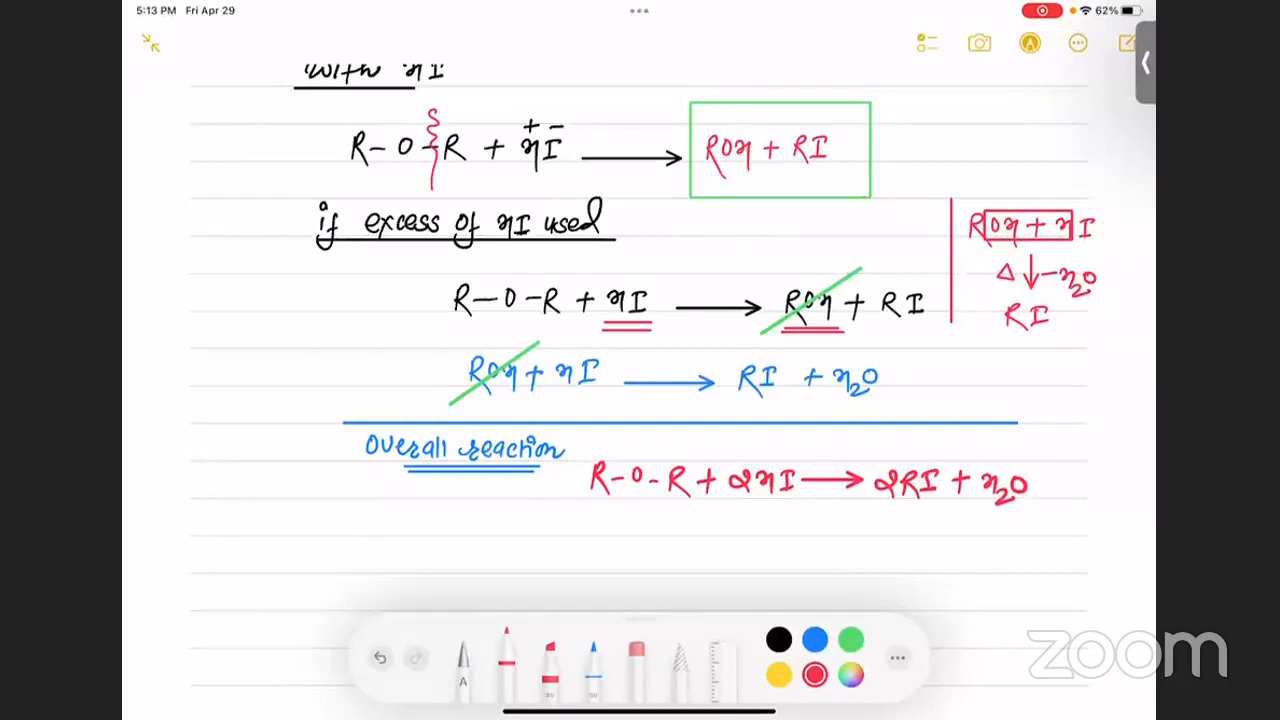 5:13 PM Fri Apr 29
62%
with HI
R-O-R + HI ⟶ ROH + RI
+ −
if excess of HI used
ROH + HI
Δ ↓ -H₂O
RI
R-O-R + HI ⟶ ROH + RI
ROH + HI ⟶ RI + H₂O
Overall reaction
R-O-R + 2HI ⟶ 2RI + H₂O
A
zoom